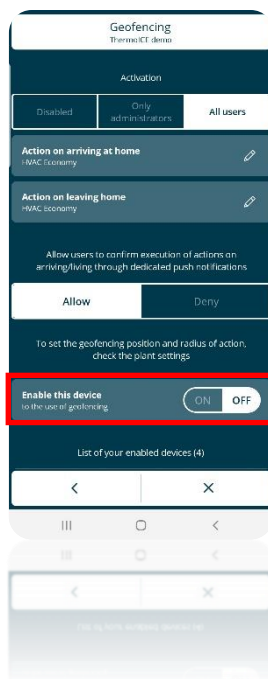 Geofencing
Thermo ICE demo
Activation
Disabled
Only
administrators
All users
Action on arriving at home
HVAC Economy
Action on leaving home
HVAC Economy
Allow users to confirm execution of actions on
arriving/living through dedicated push notifications
Allow
Deny
To set the geofencing position and radius of action,
check the plant settings
Enable this device
to the use of geofencing
ON
OFF
List of your enabled devices (4)